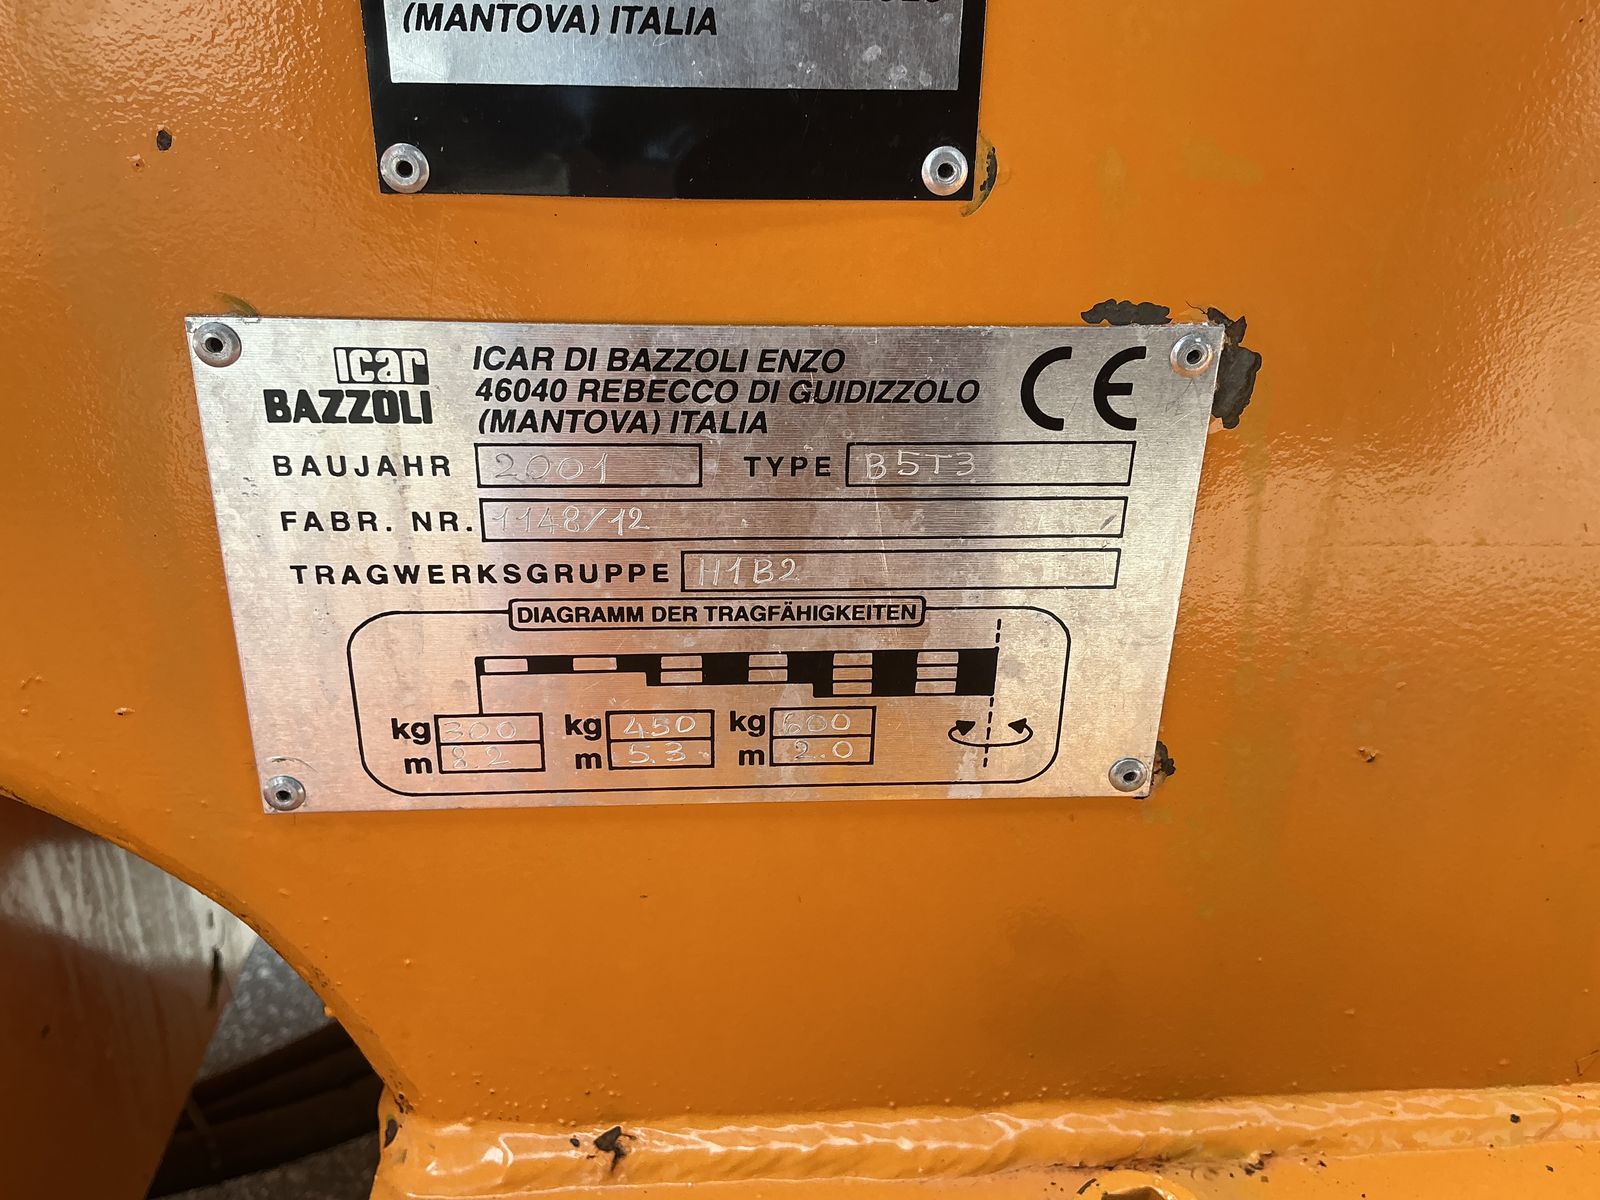 (MANTOVA) ITALIA
Icar
BAZZOLI
ICAR DI BAZZOLI ENZO
46040 REBECCO DI GUIDIZZOLO
(MANTOVA) ITALIA
CE
BAUJAHR 2001 TYPE B5T3
FABR. NR. 1148/12
TRAGWERKSGRUPPE H1B2
DIAGRAMM DER TRAGFÄHIGKEITEN
kg 300 kg 450 kg 600
m 8.2 m 5.3 m 2.0